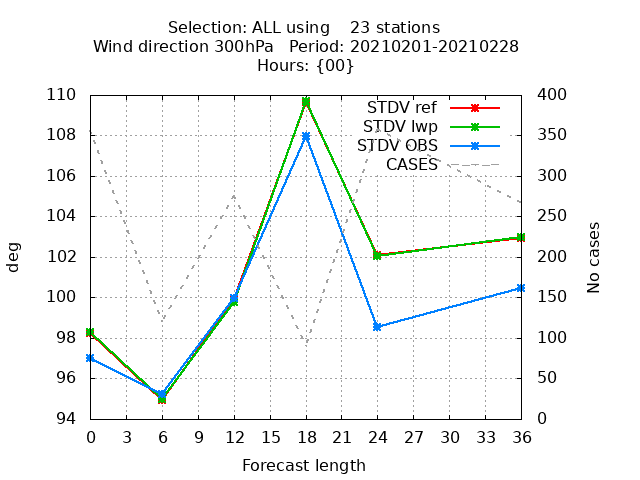 Selection: ALL using    23 stations
Wind direction 300hPa   Period: 20210201-20210228
Hours: {00}
110
108
106
104
102
100
98
96
94
deg
400
350
300
250
200
150
100
50
0
No cases
STDV ref
STDV lwp
STDV OBS
CASES
0 3 6 9 12 15 18 21 24 27 30 33 36
Forecast length